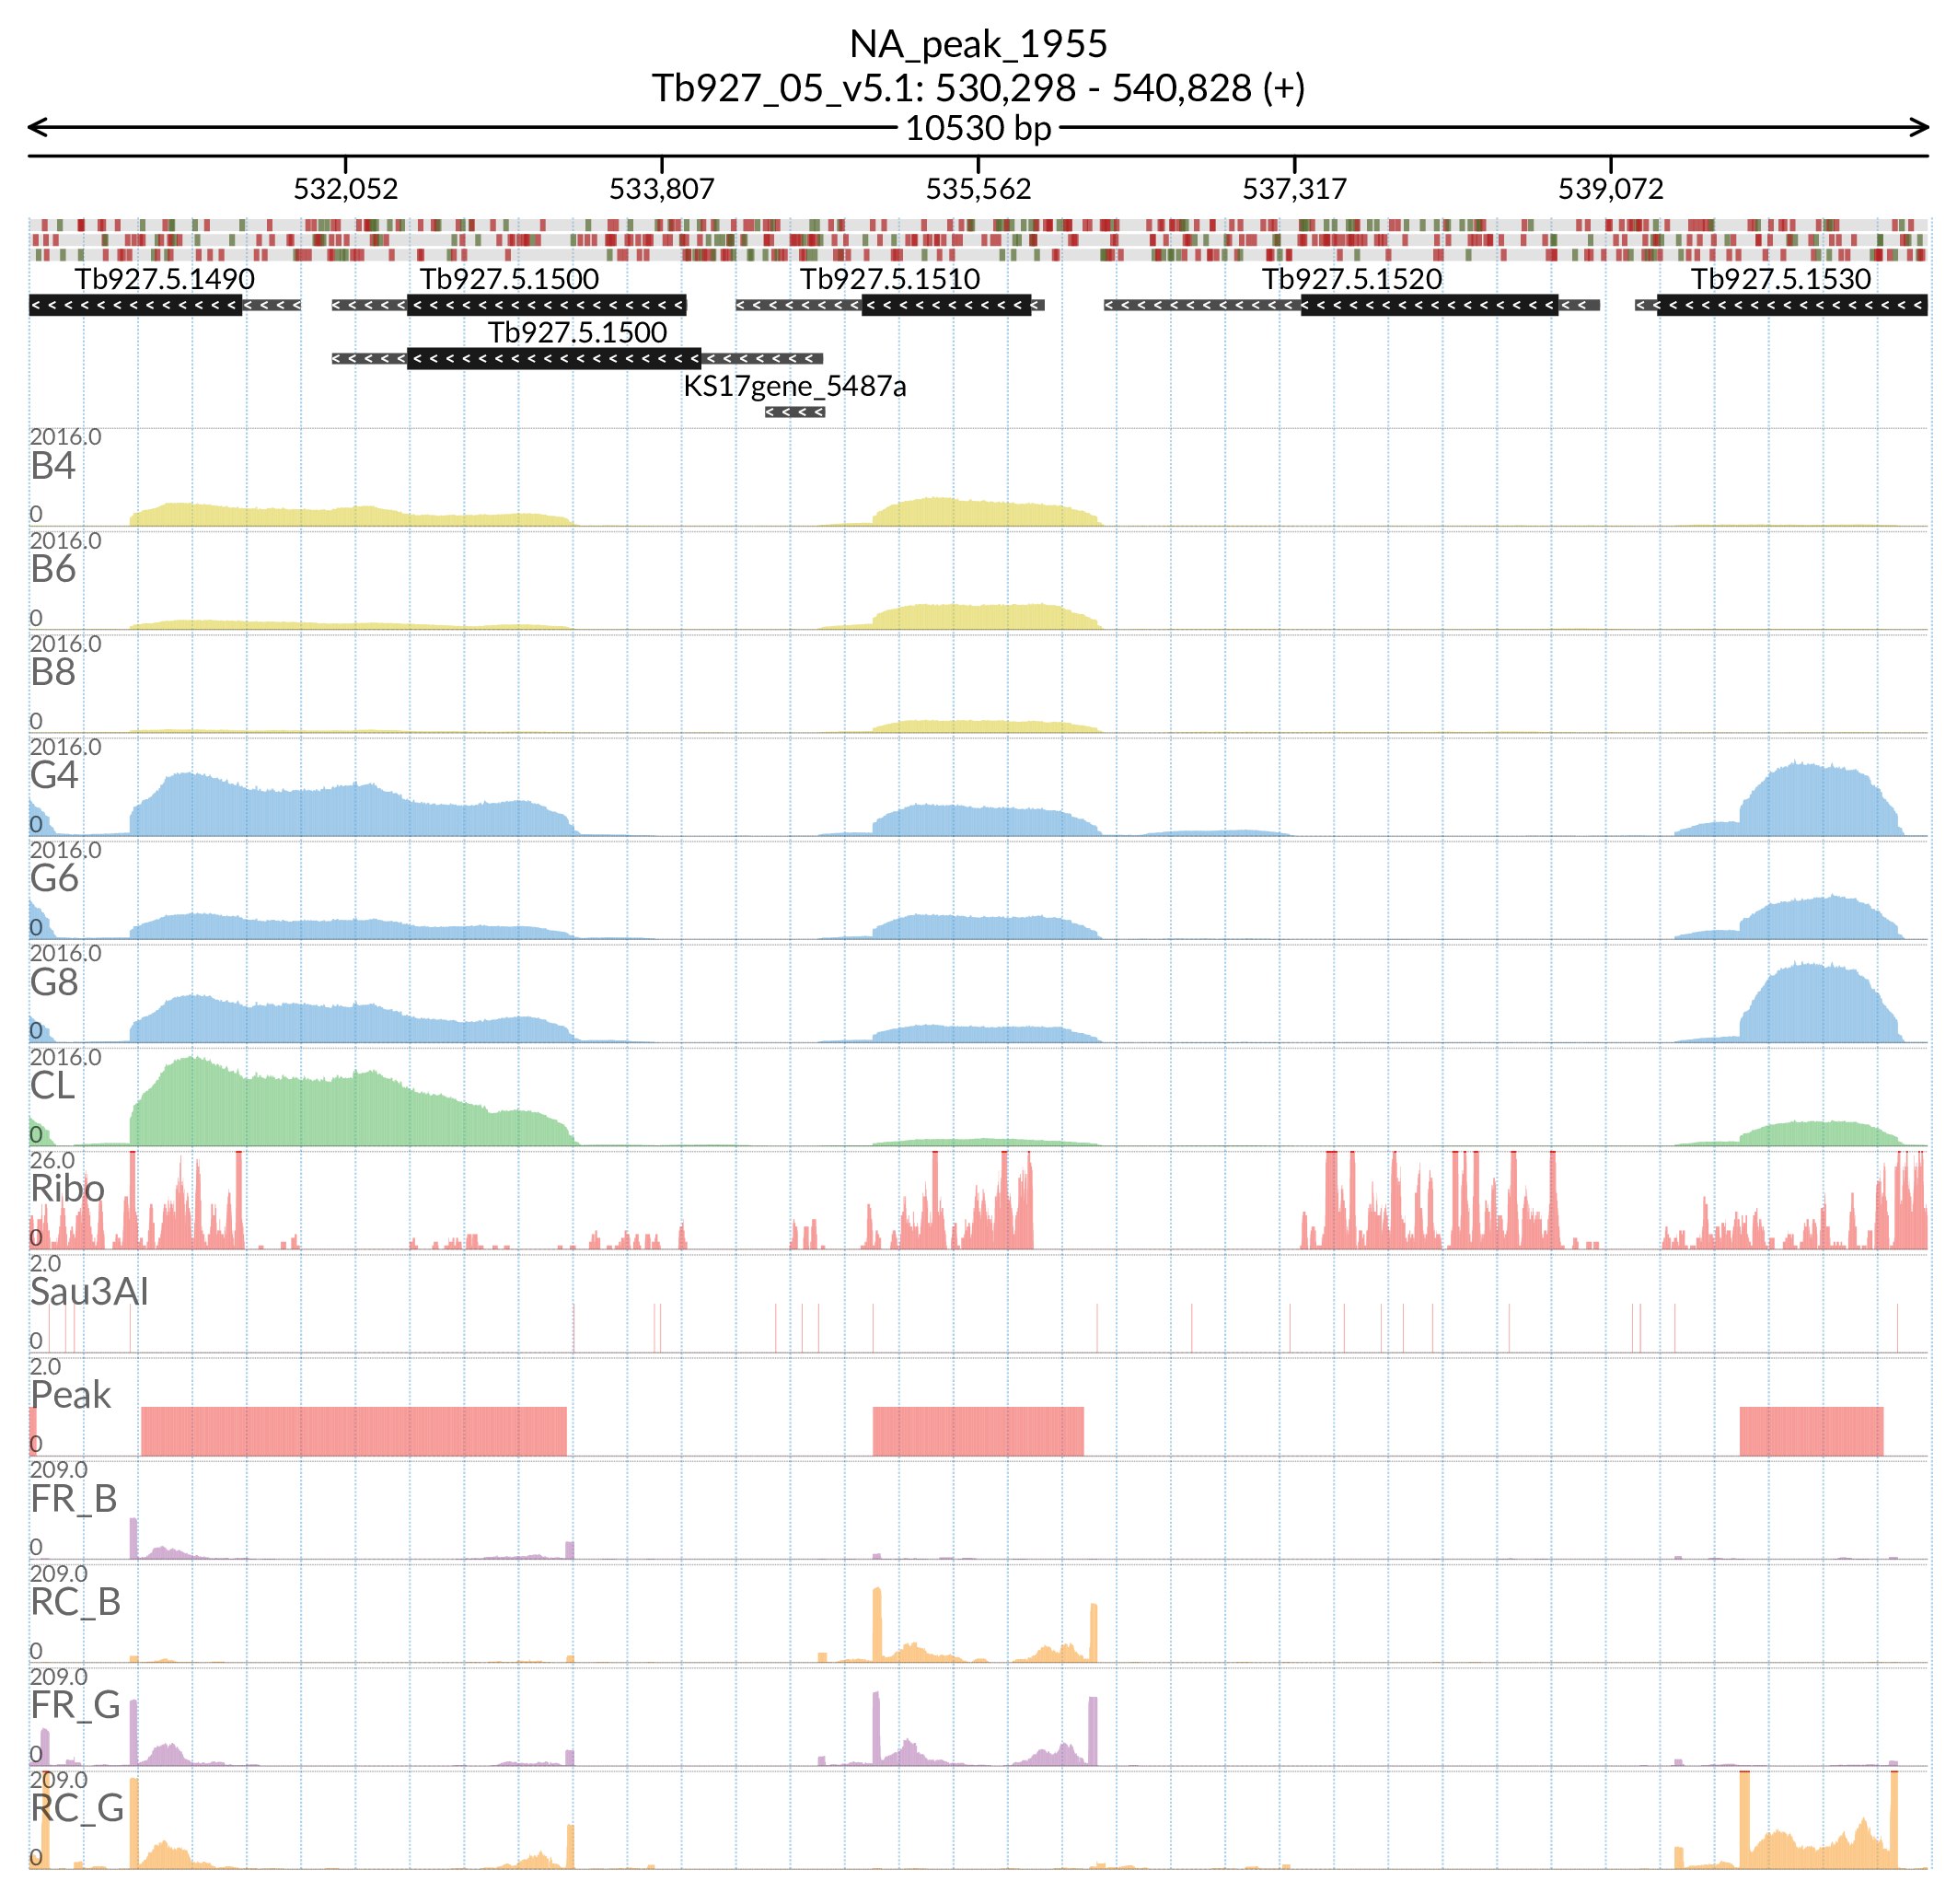 NA_peak_1955
Tb927_05_v5.1: 530,298 - 540,828 (+)
10530 bp
532,052 533,807 535,562 537,317 539,072
Tb927.5.1490 Tb927.5.1500 Tb927.5.1510 Tb927.5.1520 Tb927.5.1530
Tb927.5.1500
KS17gene_5487a
2016.0
B4
0
2016.0
B6
0
2016.0
B8
0
2016.0
G4
0
2016.0
G6
0
2016.0
G8
0
2016.0
CL
0
26.0
Ribo
0
2.0
Sau3AI
0
2.0
Peak
0
209.0
FR_B
0
209.0
RC_B
0
209.0
FR_G
0
209.0
RC_G
0